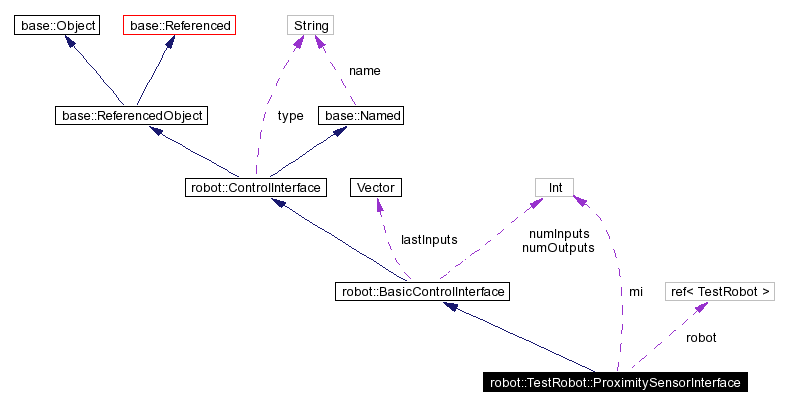 base::Object
base::Referenced
String
name
base::ReferencedObject
type
base::Named
robot::ControlInterface
Vector
Int
lastInputs
numInputs
numOutputs
robot::BasicControlInterface
mi
ref< TestRobot >
robot
robot::TestRobot::ProximitySensorInterface